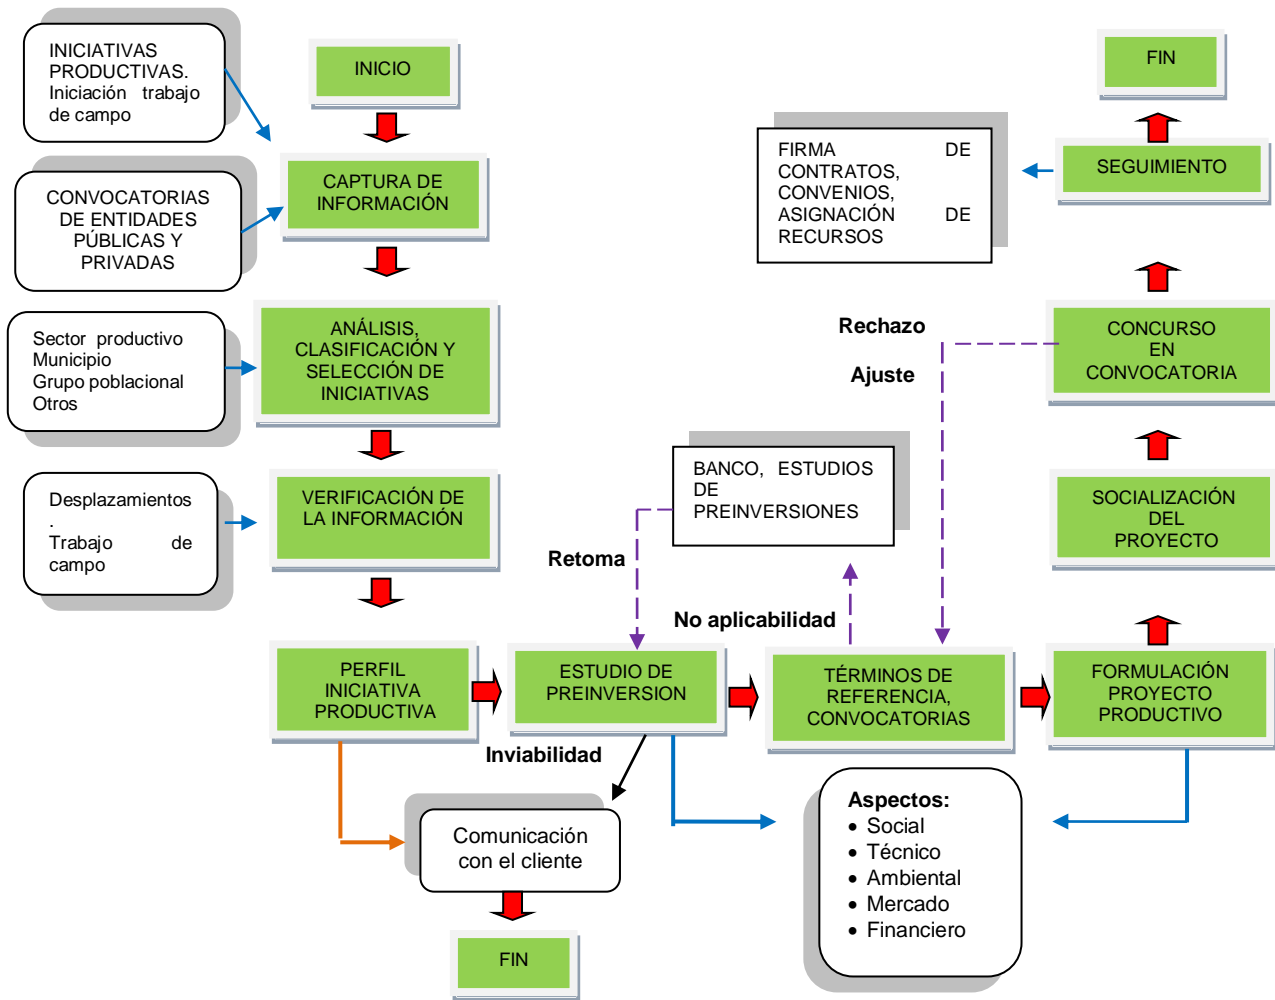 INICIATIVAS
PRODUCTIVAS.
Iniciación trabajo
de campo
INICIO
FIN
CAPTURA DE
INFORMACIÓN
FIRMA DE
CONTRATOS,
CONVENIOS,
ASIGNACIÓN DE
RECURSOS
SEGUIMIENTO
CONVOCATORIAS
DE ENTIDADES
PÚBLICAS Y
PRIVADAS
Sector productivo
Municipio
Grupo poblacional
Otros
ANÁLISIS,
CLASIFICACIÓN Y
SELECCIÓN DE
INICIATIVAS
Rechazo
Ajuste
CONCURSO
EN
CONVOCATORIA
Desplazamientos
.
Trabajo de
campo
VERIFICACIÓN DE
LA INFORMACIÓN
BANCO, ESTUDIOS
DE
PREINVERSIONES
SOCIALIZACIÓN
DEL
PROYECTO
Retoma
No aplicabilidad
PERFIL
INICIATIVA
PRODUCTIVA
ESTUDIO DE
PREINVERSION
TÉRMINOS DE
REFERENCIA,
CONVOCATORIAS
FORMULACIÓN
PROYECTO
PRODUCTIVO
Inviabilidad
Comunicación
con el cliente
Aspectos:
• Social
• Técnico
• Ambiental
• Mercado
• Financiero
FIN